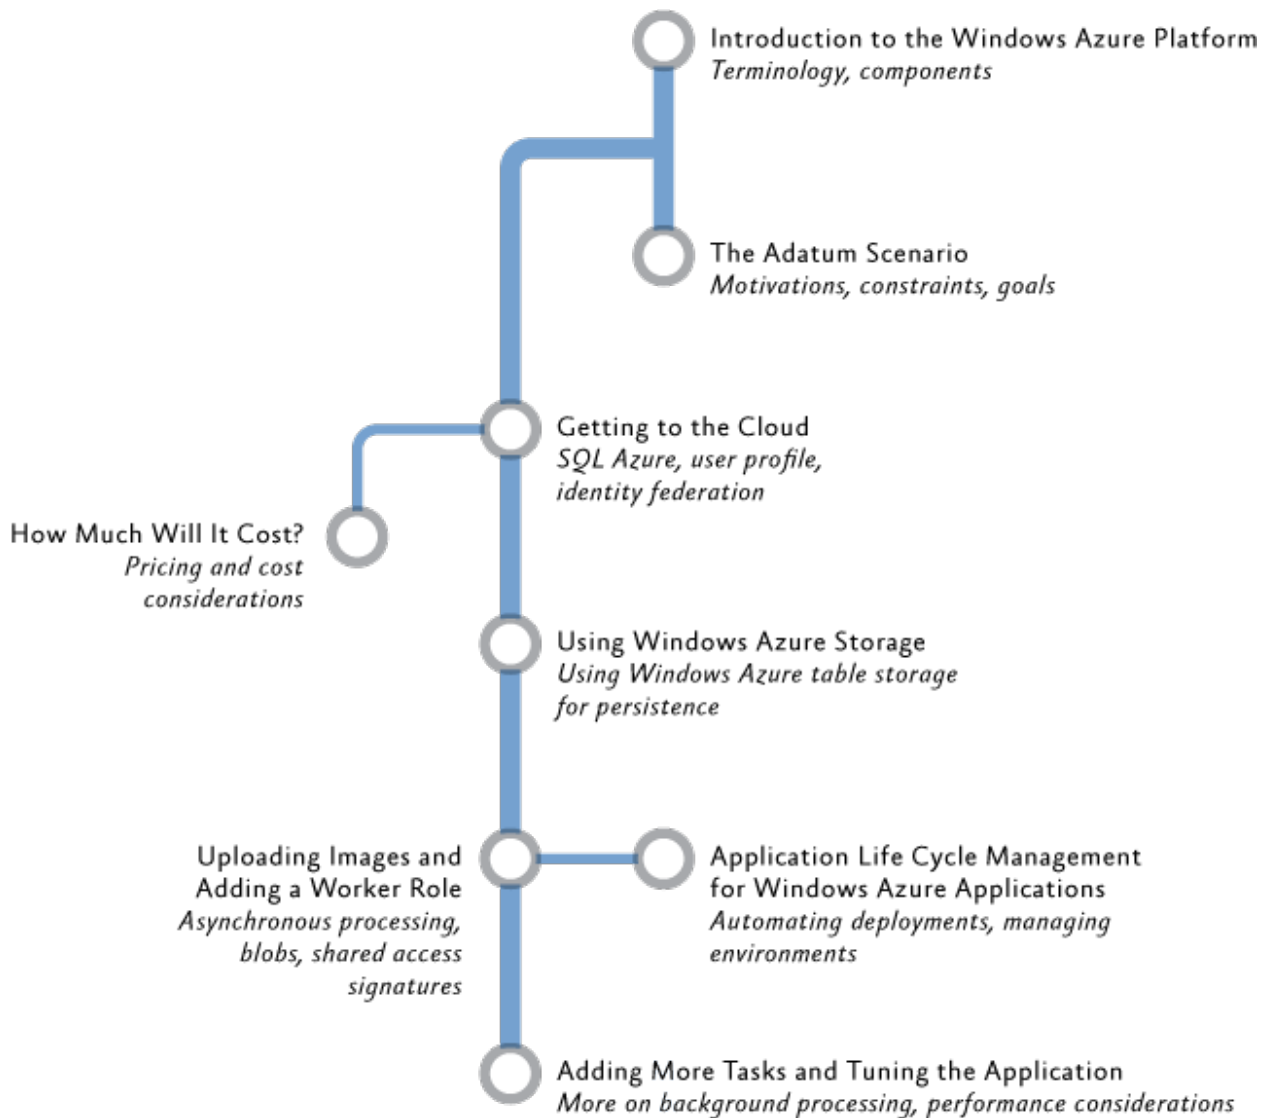 Introduction to the Windows Azure Platform
Terminology, components
The Adatum Scenario
Motivations, constraints, goals
Getting to the Cloud
SQL Azure, user profile,
identity federation
How Much Will It Cost?
Pricing and cost
considerations
Using Windows Azure Storage
Using Windows Azure table storage
for persistence
Uploading Images and
Adding a Worker Role
Asynchronous processing,
blobs, shared access
signatures
Application Life Cycle Management
for Windows Azure Applications
Automating deployments, managing
environments
Adding More Tasks and Tuning the Application
More on background processing, performance considerations